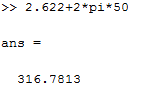 >> 2.622+2*pi*50
ans =
316.7813